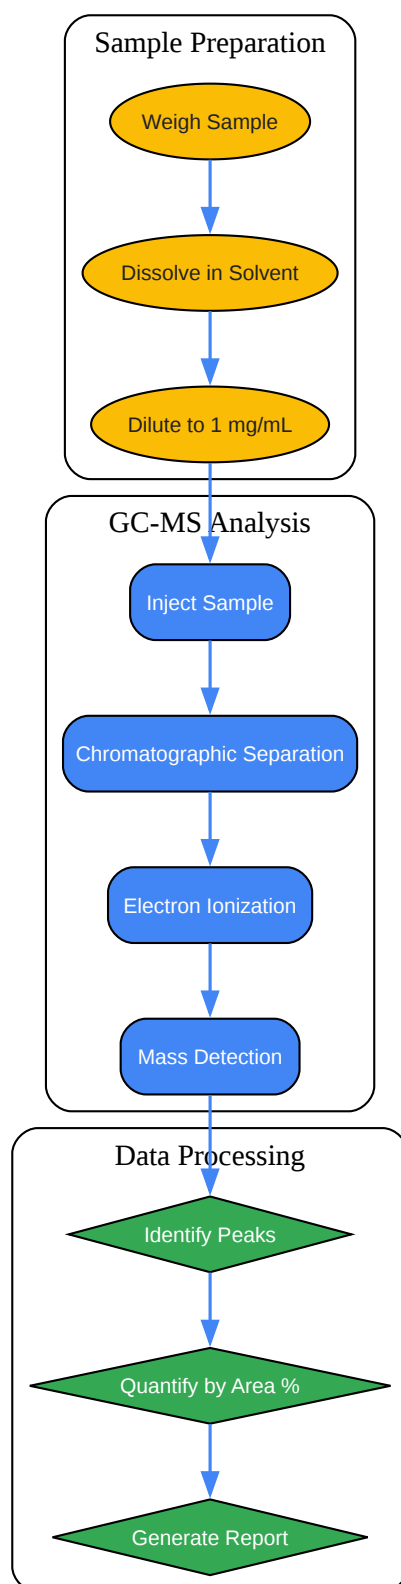 Sample Preparation
Weigh Sample
Dissolve in Solvent
Dilute to 1 mg/mL
GC-MS Analysis
Inject Sample
Chromatographic Separation
Electron Ionization
Mass Detection
Data Processing
Identify Peaks
Quantify by Area %
Generate Report